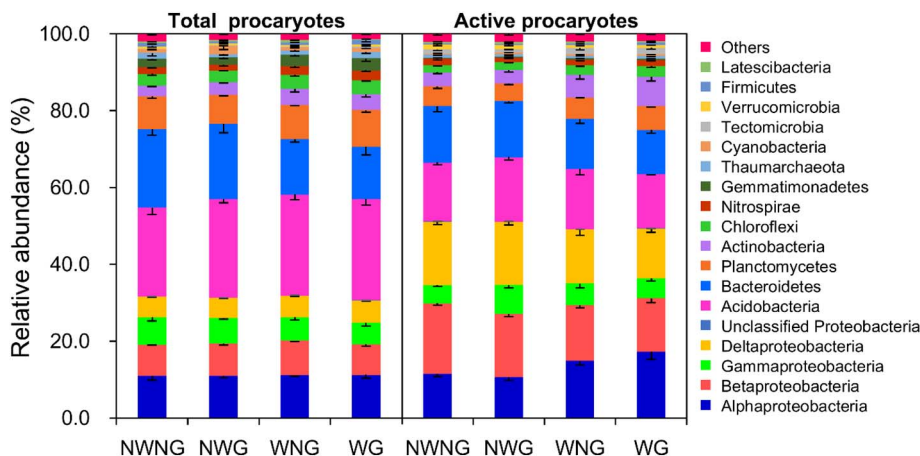 Total procaryotes
Active procaryotes
Relative abundance (%)
100.0
80.0
60.0
40.0
20.0
0.0
NWNG NWG WNG WG NWNG NWG WNG WG
Others
Latescibacteria
Firmicutes
Verrucomicrobia
Tectomicrobia
Cyanobacteria
Thaumarchaeota
Gemmatimonadetes
Nitrospirae
Chloroflexi
Actinobacteria
Planctomycetes
Bacteroidetes
Acidobacteria
Unclassified Proteobacteria
Deltaproteobacteria
Gammaproteobacteria
Betaproteobacteria
Alphaproteobacteria